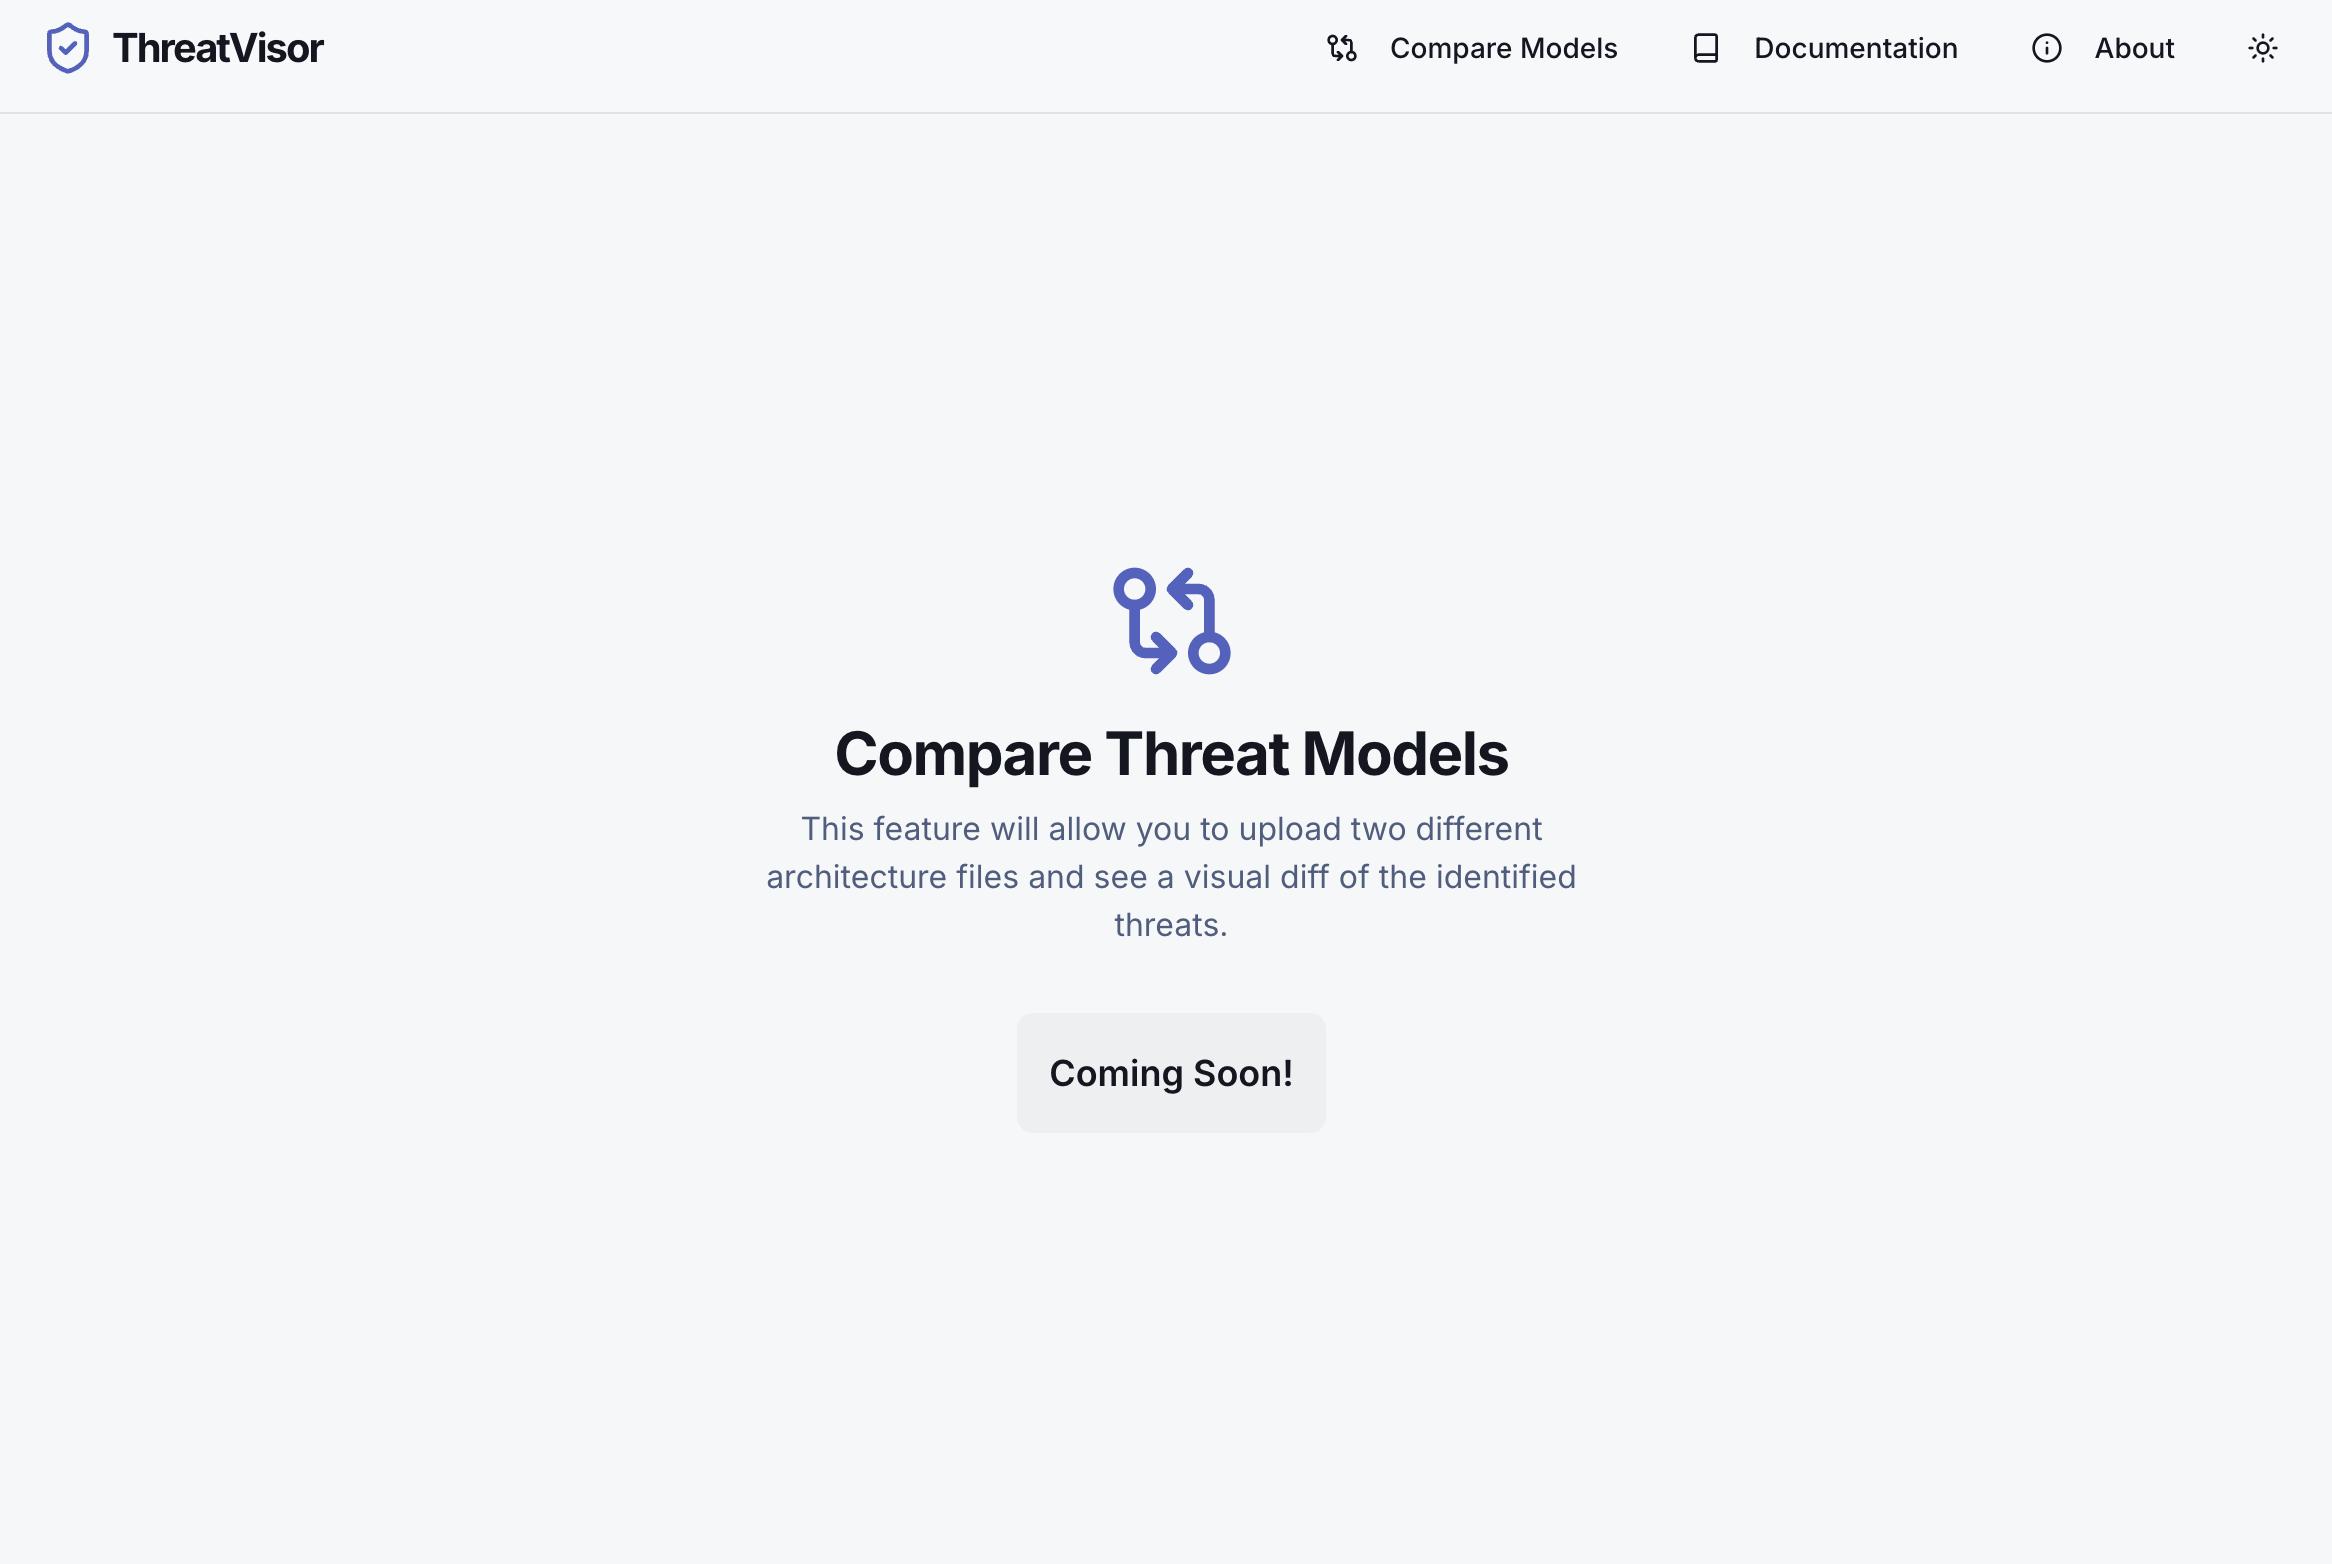 ThreatVisor
Compare Models
Documentation
About
Compare Threat Models
This feature will allow you to upload two different
architecture files and see a visual diff of the identified
threats.
Coming Soon!